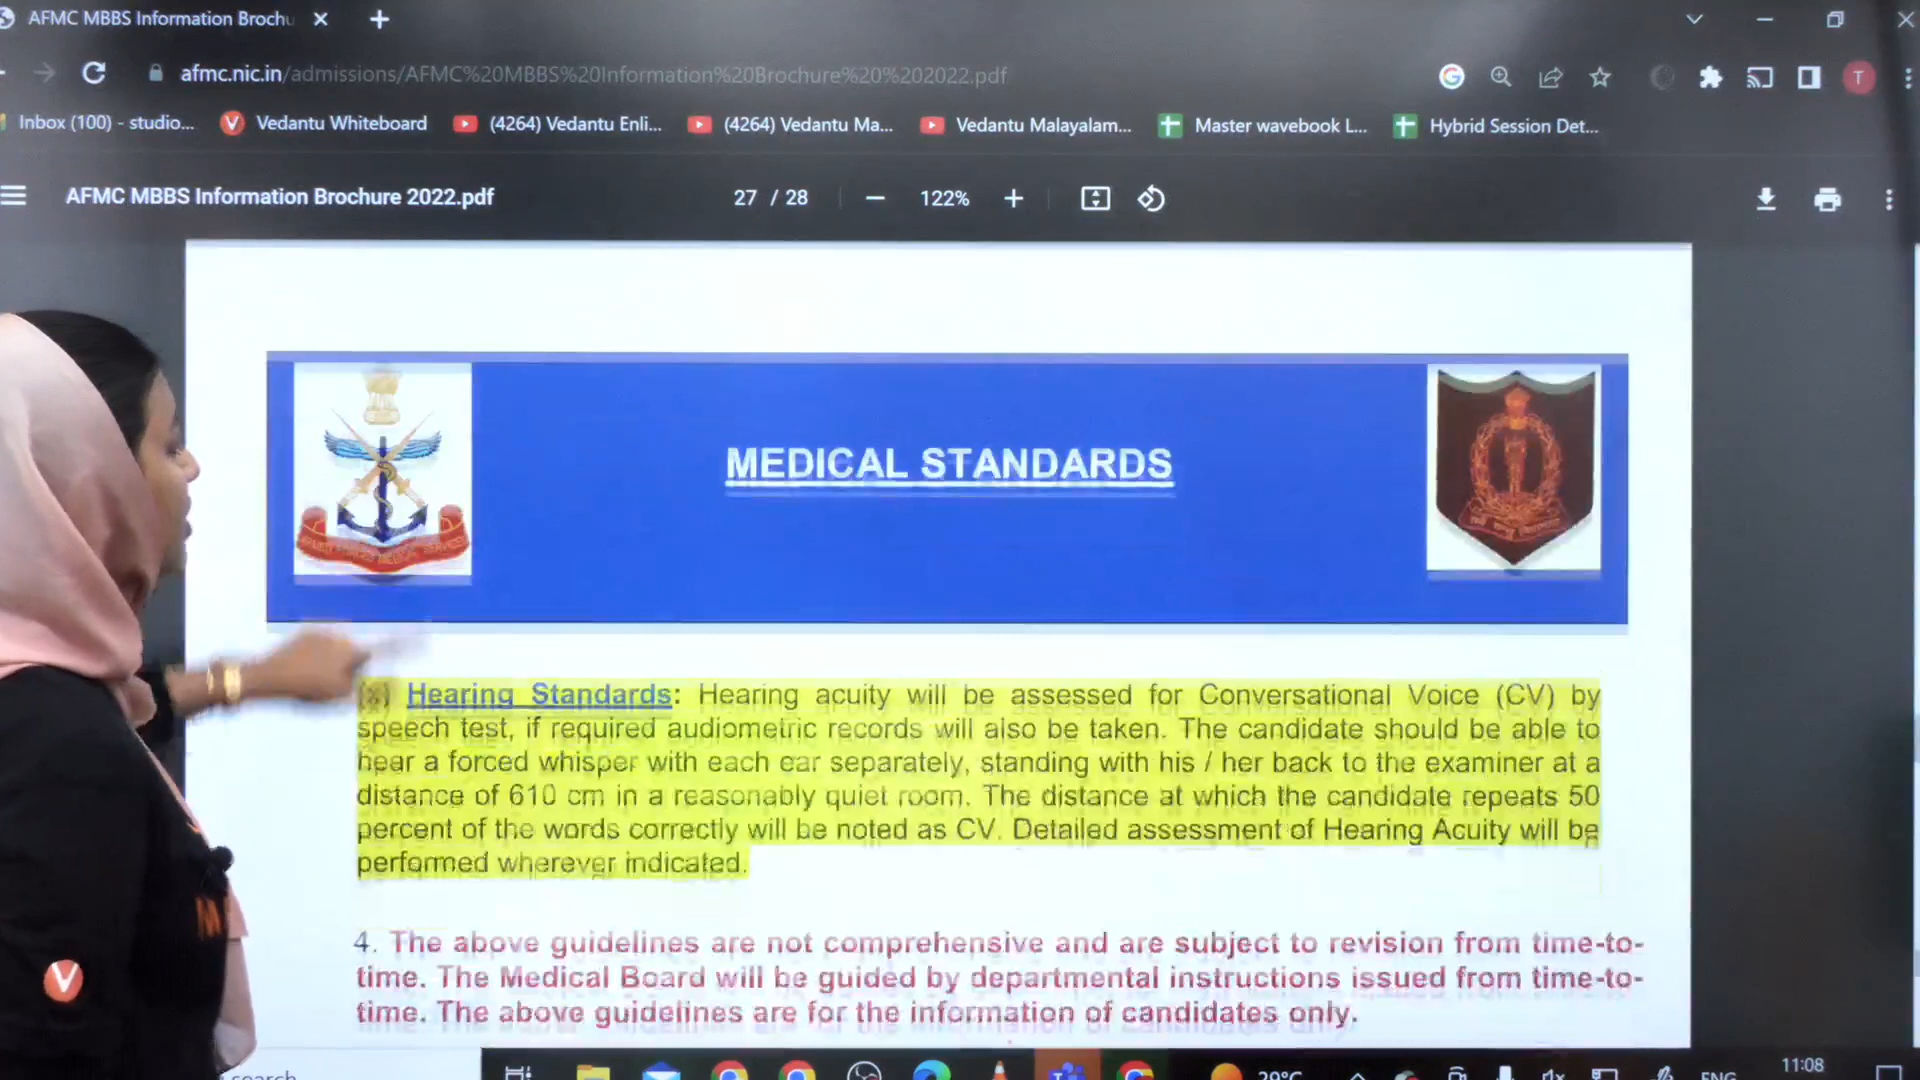 AFMC MBBS Information Brochu
afmc.nic.in/admissions/AFMC%20MBBS%20Information%20Brochure%20%202022.pdf
T
Inbox (100) - studio...
Vedantu Whiteboard
(4264) Vedantu Enli...
(4264) Vedantu Ma...
Vedantu Malayalam...
Master wavebook L...
Hybrid Session Det...
AFMC MBBS Information Brochure 2022.pdf
27 / 28
122%
MEDICAL STANDARDS
Hearing Standards: Hearing acuity will be assessed for Conversational Voice (CV) by
speech test, if required audiometric records will also be taken. The candidate should be able to
hear a forced whisper with each ear separately, standing with his / her back to the examiner at a
distance of 610 cm in a reasonably quiet room. The distance at which the candidate repeats 50
percent of the words correctly will be noted as CV. Detailed assessment of Hearing Acuity will be
performed wherever indicated.
4. The above guidelines are not comprehensive and are subject to revision from time-to-
time. The Medical Board will be guided by departmental instructions issued from time-to-
time. The above guidelines are for the information of candidates only.
V
search
29°C
ENG
11:08